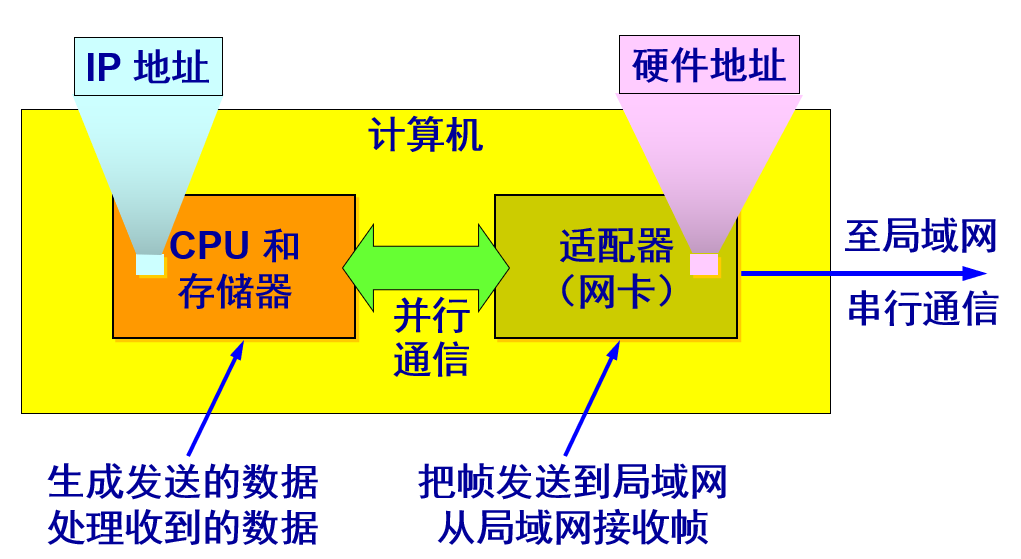 IP 地址
硬件地址
计算机
CPU 和
存储器
适配器
（网卡）
并行
通信
至局域网
串行通信
生成发送的数据
处理收到的数据
把帧发送到局域网
从局域网接收帧